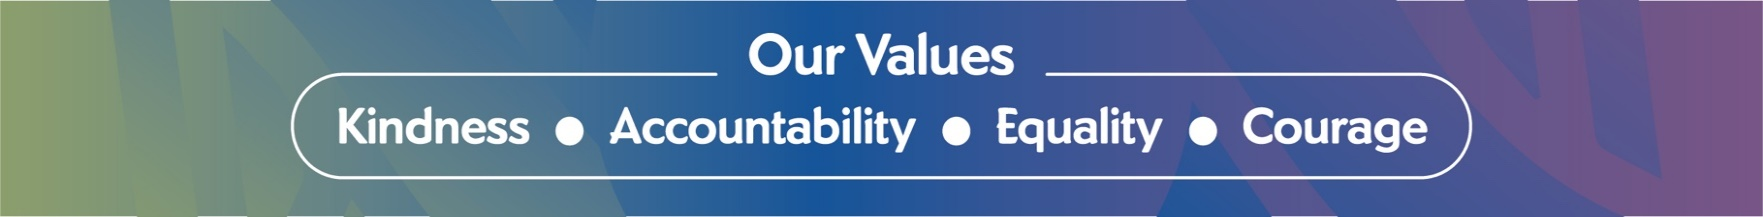 Our Values
Kindness ● Accountability ● Equality ● Courage